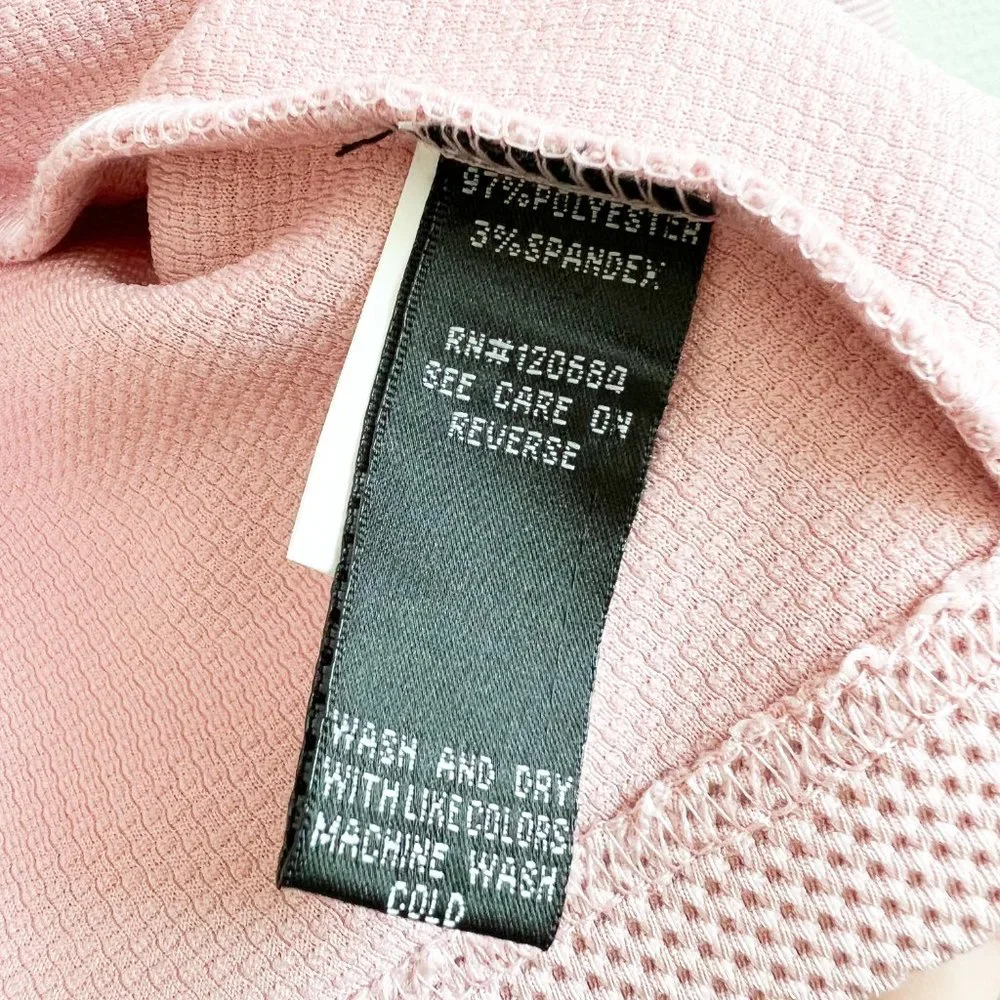 97%POLYESTER
3%SPANDEX
RN#120684
SEE CARE ON
REVERSE
WASH AND DRY
WITH LIKE COLORS
MACHINE WASH
COLD